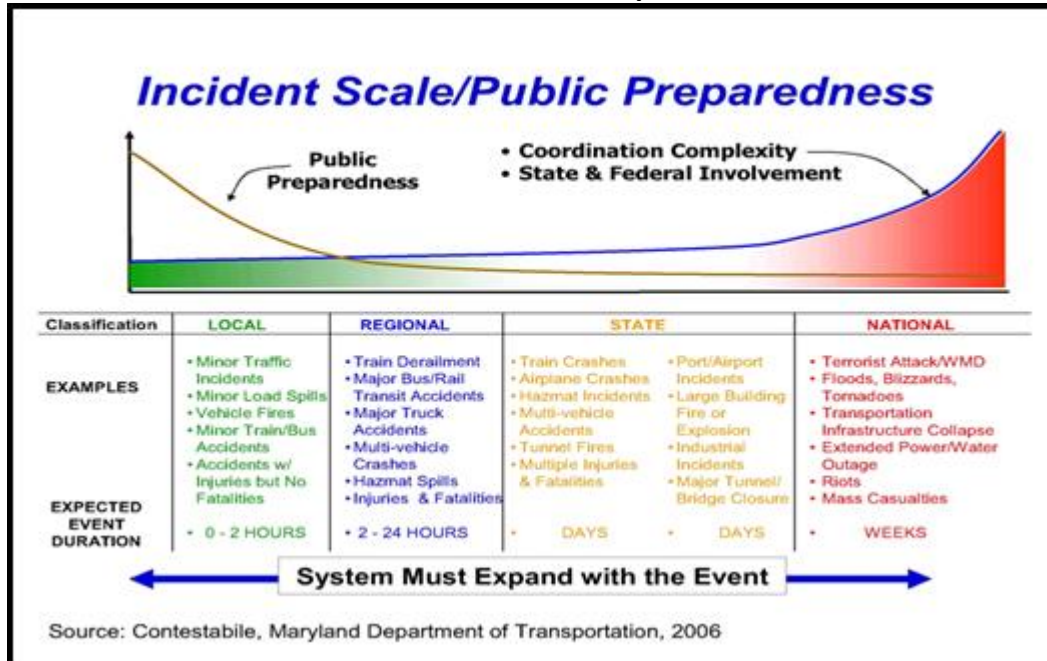 Incident Scale/Public Preparedness
Public
Preparedness
• Coordination Complexity
• State & Federal Involvement
Classification
LOCAL
REGIONAL
STATE
NATIONAL
EXAMPLES
• Minor Traffic
Incidents
• Minor Load Spills
• Vehicle Fires
• Minor Train/Bus
Accidents
• Accidents w/
Injuries but No
Fatalities
• Train Derailment
• Major Bus/Rail
Transit Accidents
• Major Truck
Accidents
• Multi-vehicle
Crashes
• Hazmat Spills
• Injuries & Fatalities
• Train Crashes
• Airplane Crashes
• Hazmat Incidents
• Multi-vehicle
Accidents
• Tunnel Fires
• Multiple Injuries
& Fatalities
• Port/Airport
Incidents
• Large Building
Fire or
Explosion
• Industrial
Incidents
• Major Tunnel/
Bridge Closure
• Terrorist Attack/WMD
• Floods, Blizzards,
Tornadoes
• Transportation
Infrastructure Collapse
• Extended Power/Water
Outage
• Riots
• Mass Casualties
EXPECTED
EVENT
DURATION
• 0 - 2 HOURS
• 2 - 24 HOURS
• DAYS
• DAYS
• WEEKS
System Must Expand with the Event
Source: Contestabile, Maryland Department of Transportation, 2006